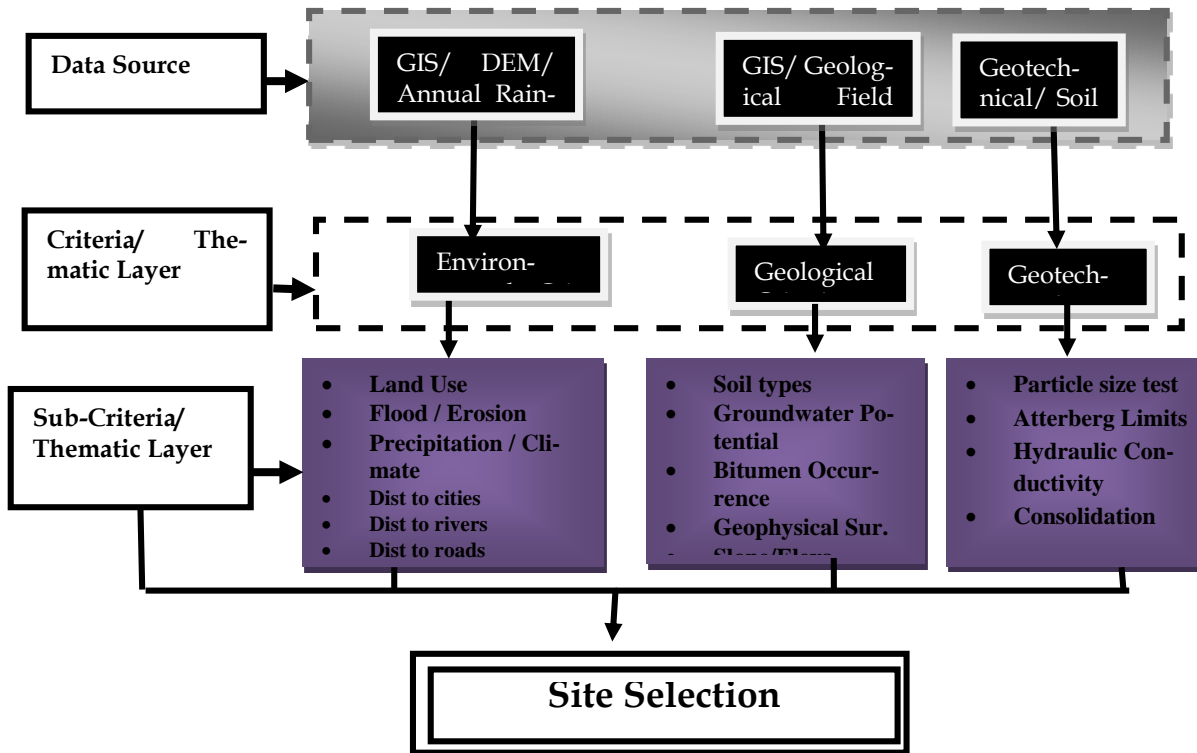 Data Source
GIS/ DEM/
Annual Rain-
GIS/ Geolog-
ical Field
Geotech-
nical/ Soil
Criteria/ The-
matic Layer
Environ-
Geological
Geotech-
Sub-Criteria/
Thematic Layer
• Land Use
• Flood / Erosion
• Precipitation / Cli-
mate
• Dist to cities
• Dist to rivers
• Dist to roads
• Soil types
• Groundwater Po-
tential
• Bitumen Occur-
rence
• Geophysical Sur.
• Particle size test
• Atterberg Limits
• Hydraulic Con-
ductivity
• Consolidation
Site Selection